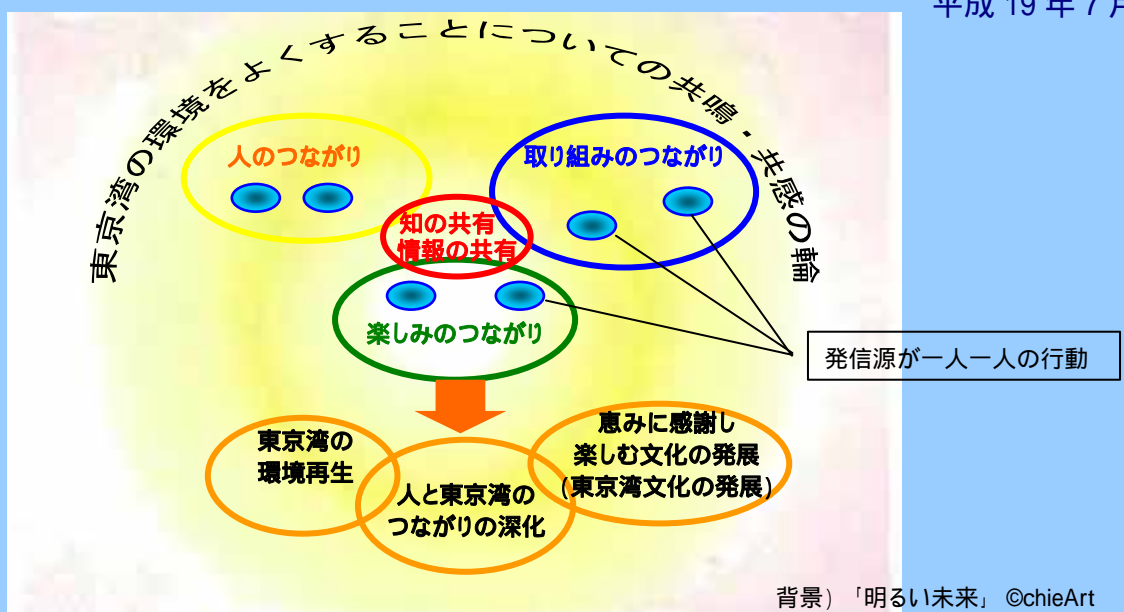 平成 19 年 7 月
東京湾の環境をよくすることについての共鳴・共感の輪
人のつながり
取り組みのつながり
知の共有
情報の共有
楽しみのつながり
発信源が一人一人の行動
東京湾の
環境再生
人と東京湾の
つながりの深化
恵みに感謝し
楽しむ文化の発展
(東京湾文化の発展)
背景）「明るい未来」 ©chieArt